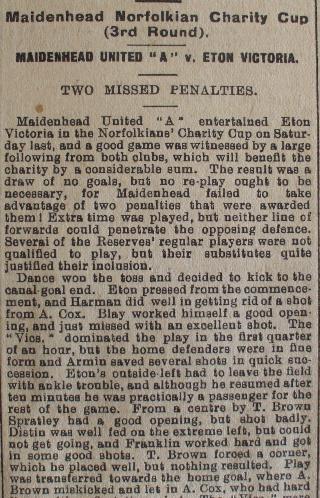 Maidenhead Norfolkian Charity Cup
(3rd Round).
MAIDENHEAD UNITED "A" v. ETON VICTORIA.
TWO MISSED PENALTIES.
Maidenhead United "A" entertained Eton
Victoria in the Norfolkians' Charity Cup on Satur-
day last, and a good game was witnessed by a large
following from both clubs, which will benefit the
charity by a considerable sum. The result was a
draw of no goals, but no re-play ought to be
necessary, for Maidenhead failed to take
advantage of two penalties that were awarded
them! Extra time was played, but neither line of
forwards could penetrate the opposing defence.
Several of the Reserves' regular players were not
qualified to play, but their substitutes quite
justified their inclusion.
Dance won the toss and decided to kick to the
canal-goal end. Eton pressed from the commence-
ment, and Harman did well in getting rid of a shot
from A. Cox. Blay worked himself a good open-
ing, and just missed with an excellent shot. The
"Vics." dominated the play in the first quarter
of an hour, but the home defenders were in fine
form and Armin saved several shots in quick suc-
cession. Eton's outside-left had to leave the field
with ankle trouble, and although he resumed after
ten minutes he was practically a passenger for the
rest of the game. From a centre by T. Brown
Spratley had a good opening, but shot badly.
Distin was well fed on the extreme left, but could
not get going, and Franklin worked hard and got
in some good shots. T. Brown forced a corner,
which he placed well, but nothing resulted. Play
was transferred towards the home goal, where A.
Brown miskicked and let in A. Cox, who had hard